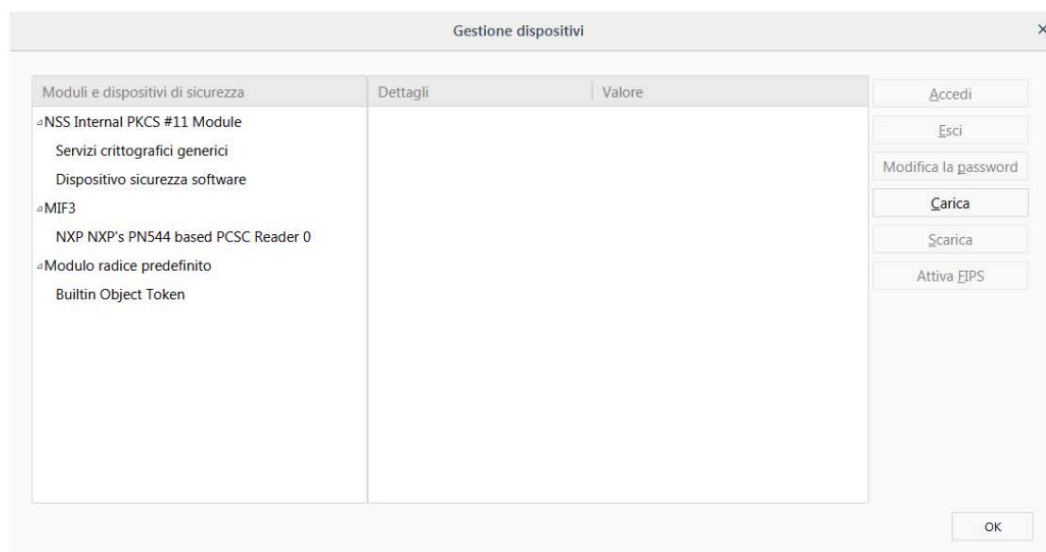 Gestione dispositivi
Moduli e dispositivi di sicurezza
Dettagli
Valore
NSS Internal PKCS #11 Module
Servizi crittografici generici
Dispositivo sicurezza software
MIF3
NXP NXP's PN544 based PCSC Reader 0
Modulo radice predefinito
Builtin Object Token
Accedi
Esci
Modifica la password
Carica
Scarica
Attiva FIPS
OK